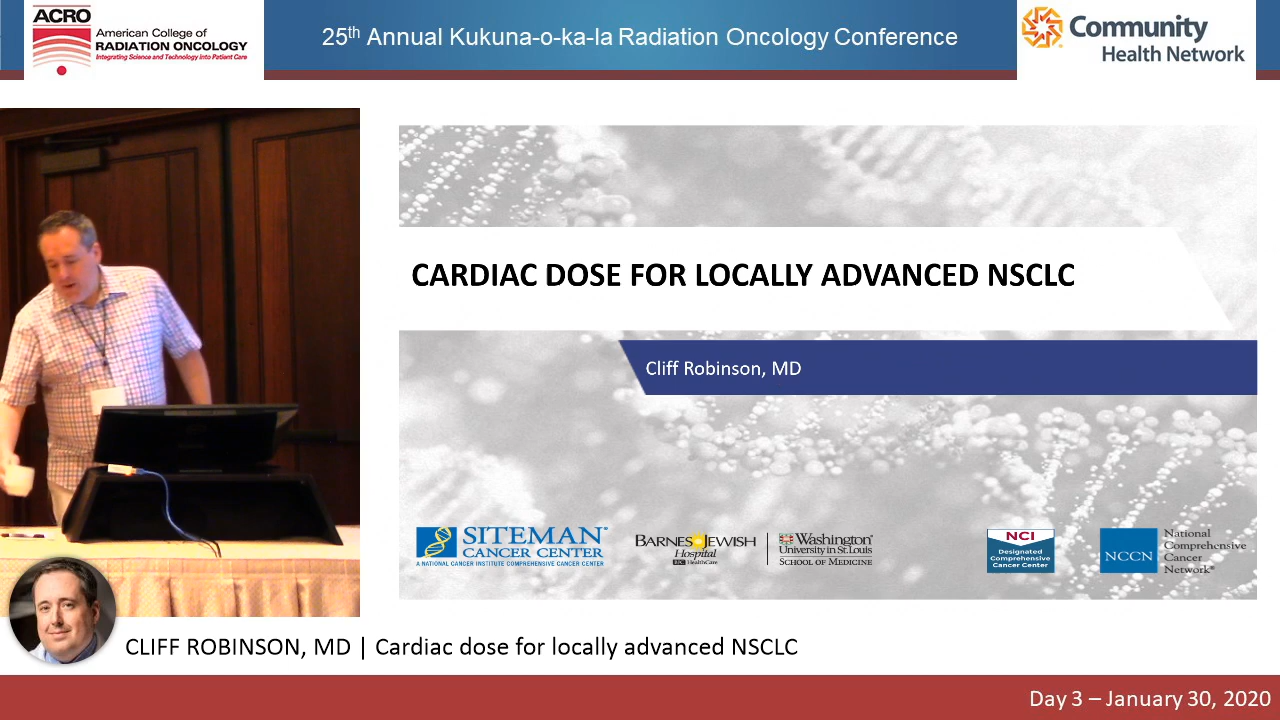 ACRO
American College of
RADIATION ONCOLOGY
Integrating Science and Technology Into Patient Care
25th Annual Kukuna-o-ka-la Radiation Oncology Conference
Community
Health Network
CARDIAC DOSE FOR LOCALLY ADVANCED NSCLC
Cliff Robinson, MD
SITEMAN®
CANCER CENTER
A NATIONAL CANCER INSTITUTE COMPREHENSIVE CANCER CENTER
BARNES JEWISH
Hospital
BJC HealthCare
Washington
University in St. Louis
SCHOOL OF MEDICINE
NCI
Designated
Comprehensive
Cancer Center
NCCN
National
Comprehensive
Cancer
Network®
CLIFF ROBINSON, MD | Cardiac dose for locally advanced NSCLC
Day 3 – January 30, 2020